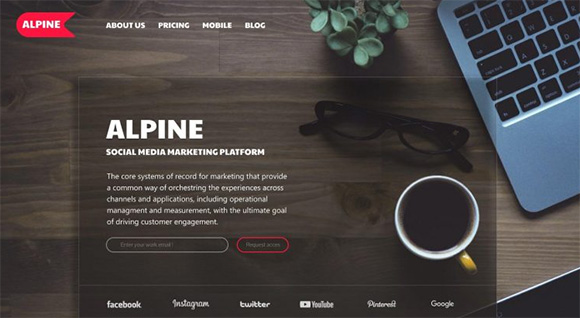 ALPINE
ABOUT US PRICING MOBILE BLOG
ALPINE
SOCIAL MEDIA MARKETING PLATFORM
The core systems of record for marketing that provide
a common way of orchestring the experiences across
channels and applications, including operational
managment and measurement, with the ultimate goal
of driving customer engagement.
Enter your work email! Request acces
facebook Instagram twitter YouTube Pinterest Google